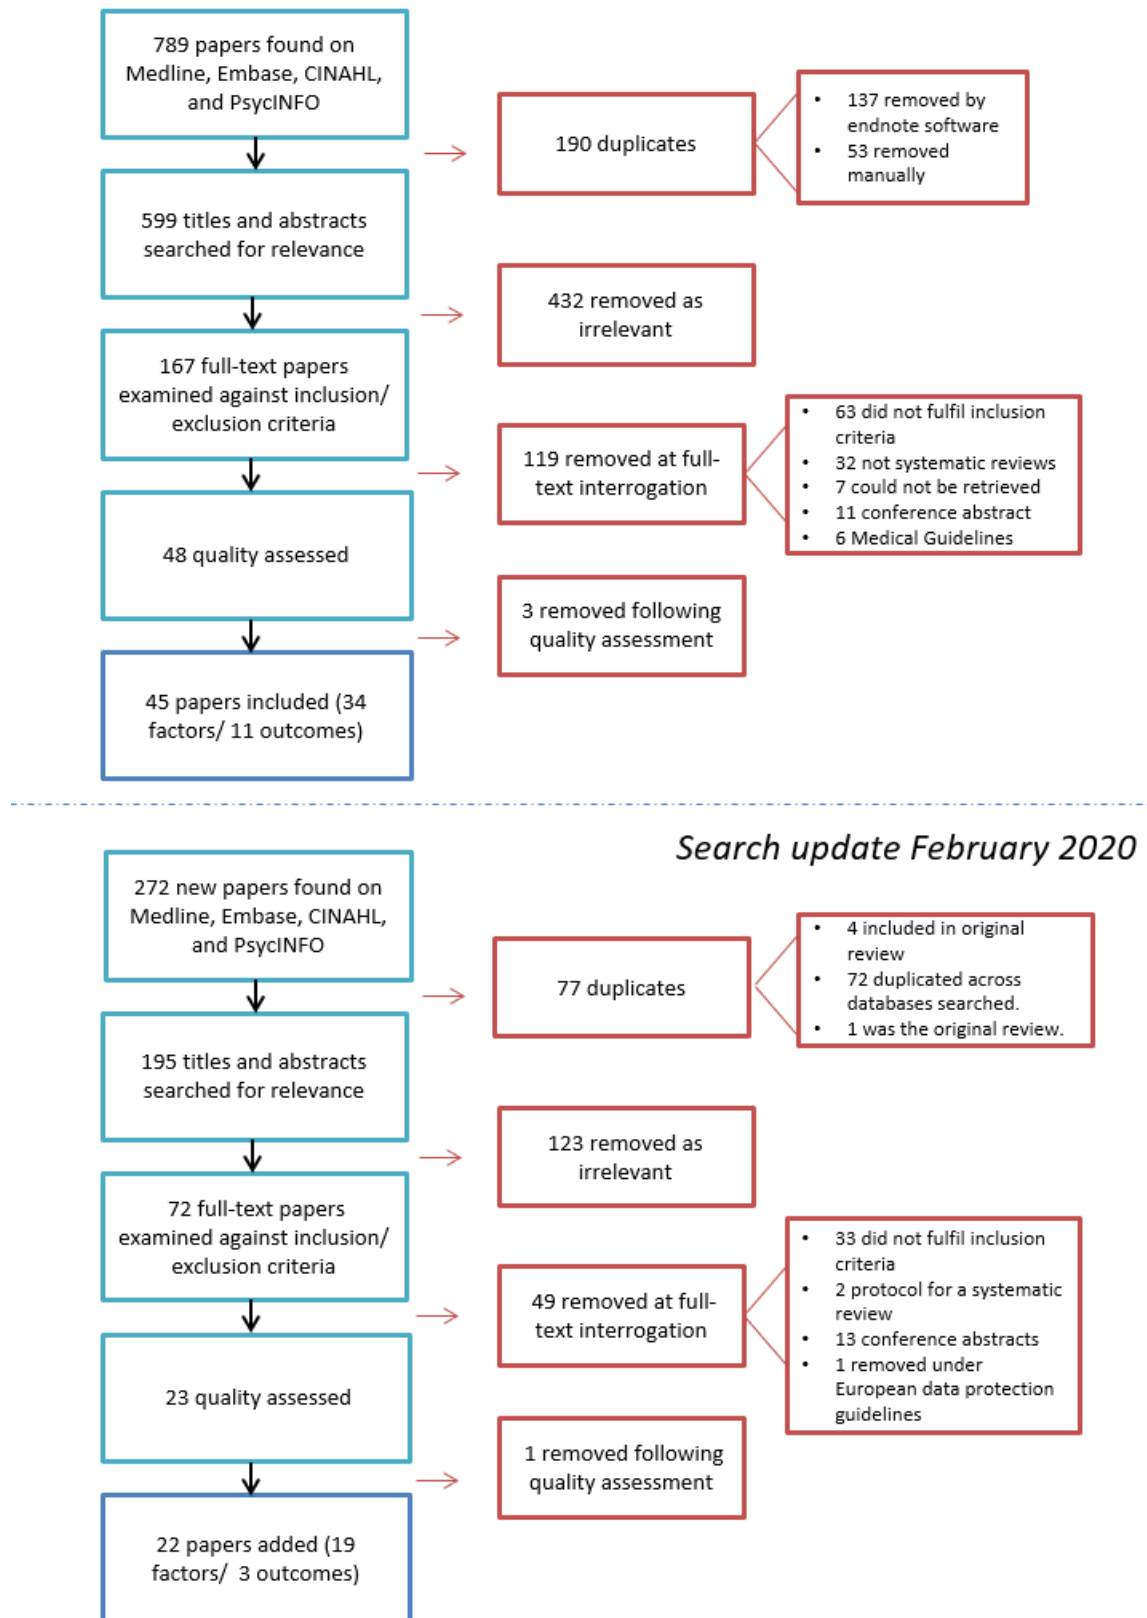 789 papers found on
Medline, Embase, CINAHL,
and PsycINFO
190 duplicates
• 137 removed by
endnote software
• 53 removed
manually
599 titles and abstracts
searched for relevance
432 removed as
irrelevant
167 full-text papers
examined against inclusion/
exclusion criteria
119 removed at full-
text interrogation
• 63 did not fulfil inclusion
criteria
• 32 not systematic reviews
• 7 could not be retrieved
• 11 conference abstract
• 6 Medical Guidelines
48 quality assessed
3 removed following
quality assessment
45 papers included (34
factors/ 11 outcomes)
Search update February 2020
272 new papers found on
Medline, Embase, CINAHL,
and PsycINFO
77 duplicates
• 4 included in original
review
• 72 duplicated across
databases searched.
• 1 was the original review.
195 titles and abstracts
searched for relevance
123 removed as
irrelevant
72 full-text papers
examined against inclusion/
exclusion criteria
49 removed at full-
text interrogation
• 33 did not fulfil inclusion
criteria
• 2 protocol for a systematic
review
• 13 conference abstracts
• 1 removed under
European data protection
guidelines
23 quality assessed
1 removed following
quality assessment
22 papers added (19
factors/ 3 outcomes)